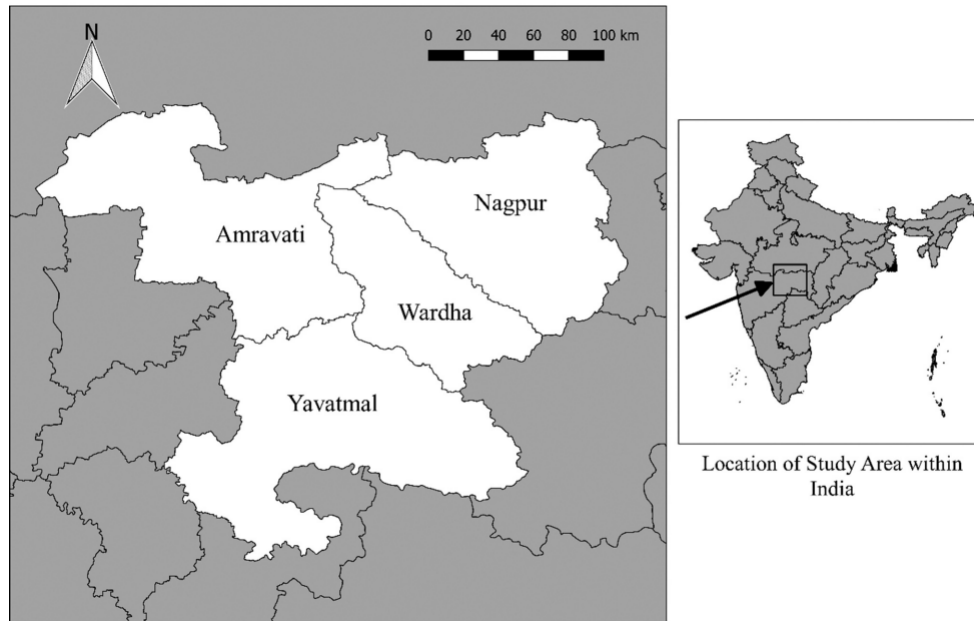 N
0 20 40 60 80 100 km
Nagpur
Amravati
Wardha
Yavatmal
Location of Study Area within
India